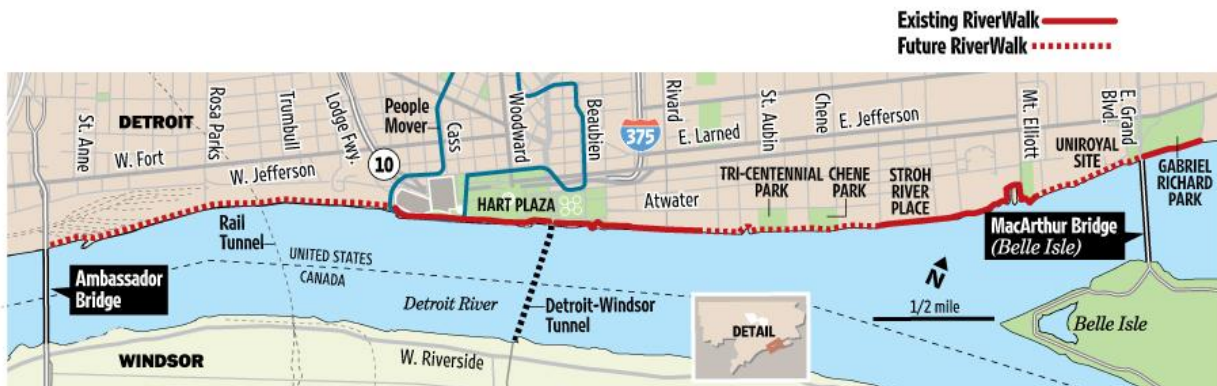 Existing RiverWalk
Future RiverWalk
St. Anne
DETROIT
W. Fort
Rosa Parks
Trumbull
Lodge Fwy.
W. Jefferson
10
People
Mover
Cass
Woodward
Beaubien
Rivard
375
E. Larned
St. Aubin
Chene
E. Jefferson
Mt. Elliott
E. Grand
Blvd.
UNIROYAL
SITE
GABRIEL
RICHARD
PARK
HART PLAZA
Atwater
TRI-CENTENNIAL
PARK
CHENE
PARK
STROH
RIVER
PLACE
MacArthur Bridge
(Belle Isle)
Rail
Tunnel
UNITED STATES
CANADA
Ambassador
Bridge
Detroit River
Detroit-Windsor
Tunnel
N
1/2 mile
DETAIL
Belle Isle
WINDSOR
W. Riverside